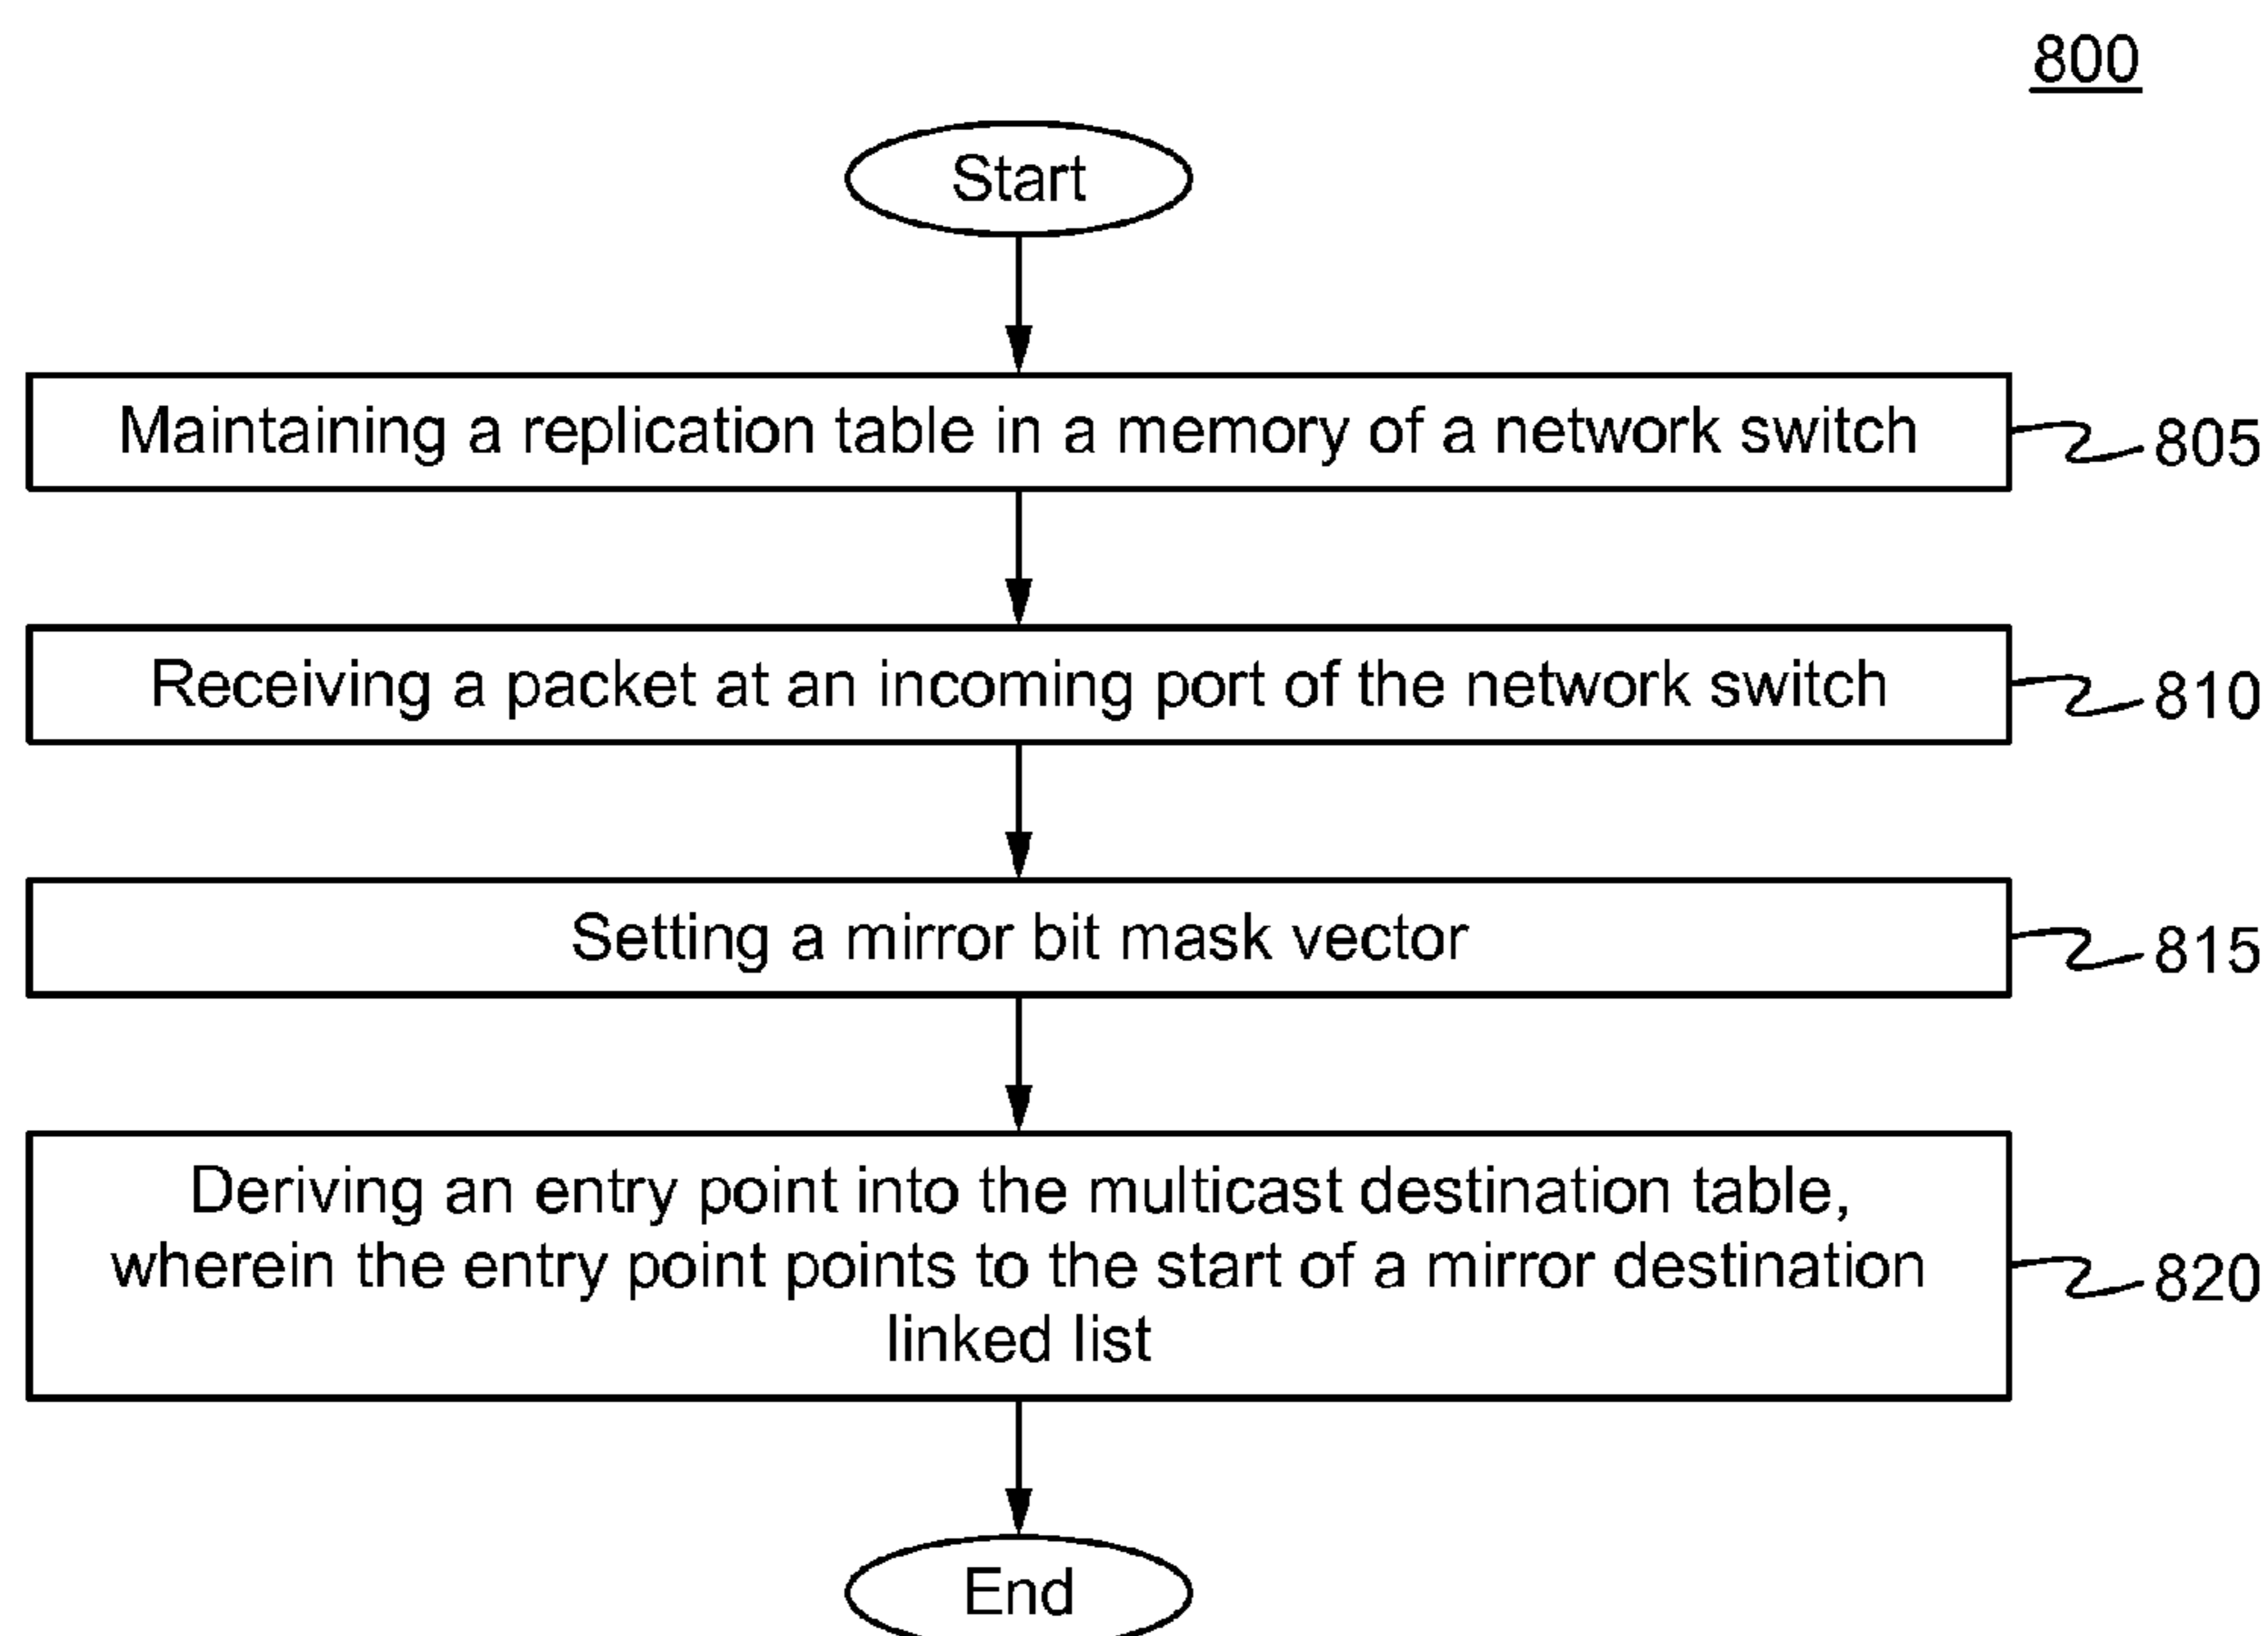 800
Start
Maintaining a replication table in a memory of a network switch
805
Receiving a packet at an incoming port of the network switch
810
Setting a mirror bit mask vector
815
Deriving an entry point into the multicast destination table,
wherein the entry point points to the start of a mirror destination
linked list
820
End